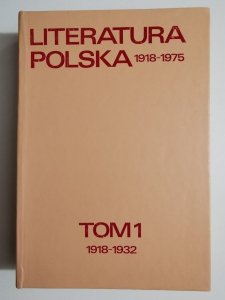 LITERATURA
POLSKA 1918-1975
TOM 1
1918-1932